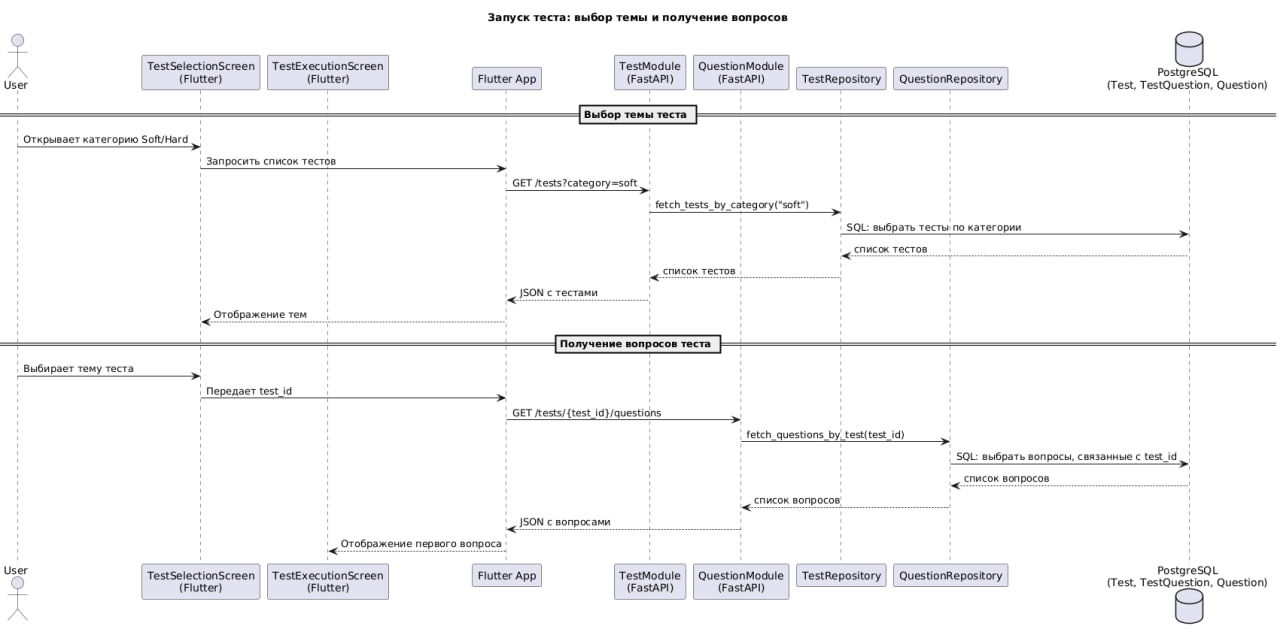 Запуск теста: выбор темы и получение вопросов
User
TestSelectionScreen
(Flutter)
TestExecutionScreen
(Flutter)
Flutter App
TestModule
(FastAPI)
QuestionModule
(FastAPI)
TestRepository
QuestionRepository
PostgreSQL
(Test, TestQuestion, Question)
Выбор темы теста
Открывает категорию Soft/Hard
Запросить список тестов
GET /tests?category=soft
fetch_tests_by_category("soft")
SQL: выбрать тесты по категории
список тестов
список тестов
JSON с тестами
Отображение тем
Получение вопросов теста
Выбирает тему теста
Передает test_id
GET /tests/{test_id}/questions
fetch_questions_by_test(test_id)
SQL: выбрать вопросы, связанные с test_id
список вопросов
список вопросов
JSON с вопросами
Отображение первого вопроса
User
TestSelectionScreen
(Flutter)
TestExecutionScreen
(Flutter)
Flutter App
TestModule
(FastAPI)
QuestionModule
(FastAPI)
TestRepository
QuestionRepository
PostgreSQL
(Test, TestQuestion, Question)